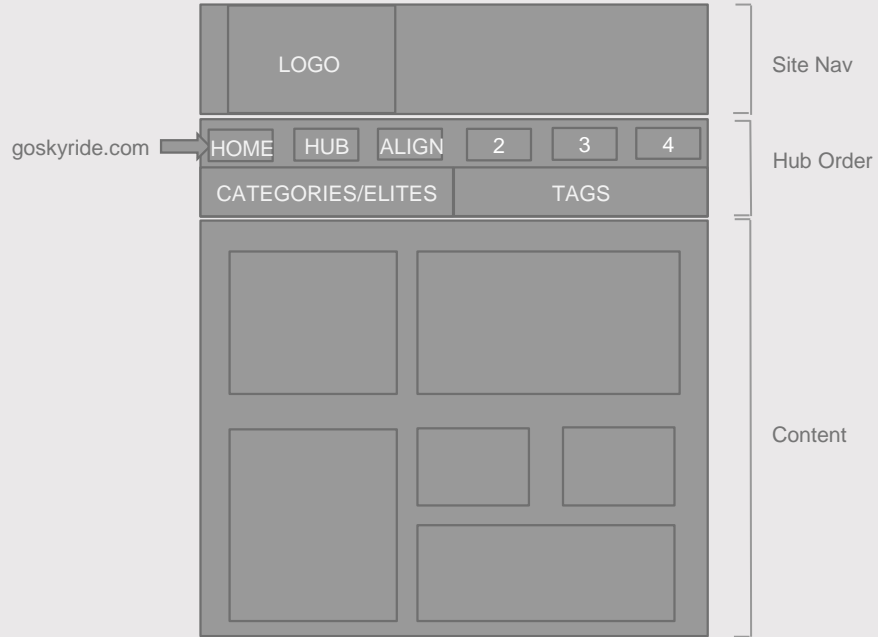 LOGO
Site Nav
goskyride.com
HOME HUB ALIGN 2 3 4
Hub Order
CATEGORIES/ELITES TAGS
Content